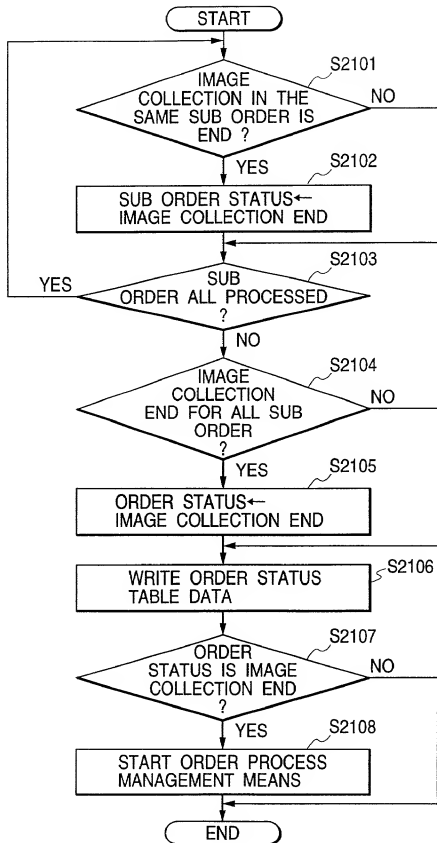 START
S2101
IMAGE
COLLECTION IN THE
SAME SUB ORDER IS
END ?
NO
YES
S2102
SUB ORDER STATUS←
IMAGE COLLECTION END
S2103
SUB
ORDER ALL PROCESSED
?
YES
NO
S2104
IMAGE
COLLECTION
END FOR ALL SUB
ORDER
?
NO
YES
S2105
ORDER STATUS←
IMAGE COLLECTION END
S2106
WRITE ORDER STATUS
TABLE DATA
S2107
ORDER
STATUS IS IMAGE
COLLECTION END
?
NO
YES
S2108
START ORDER PROCESS
MANAGEMENT MEANS
END